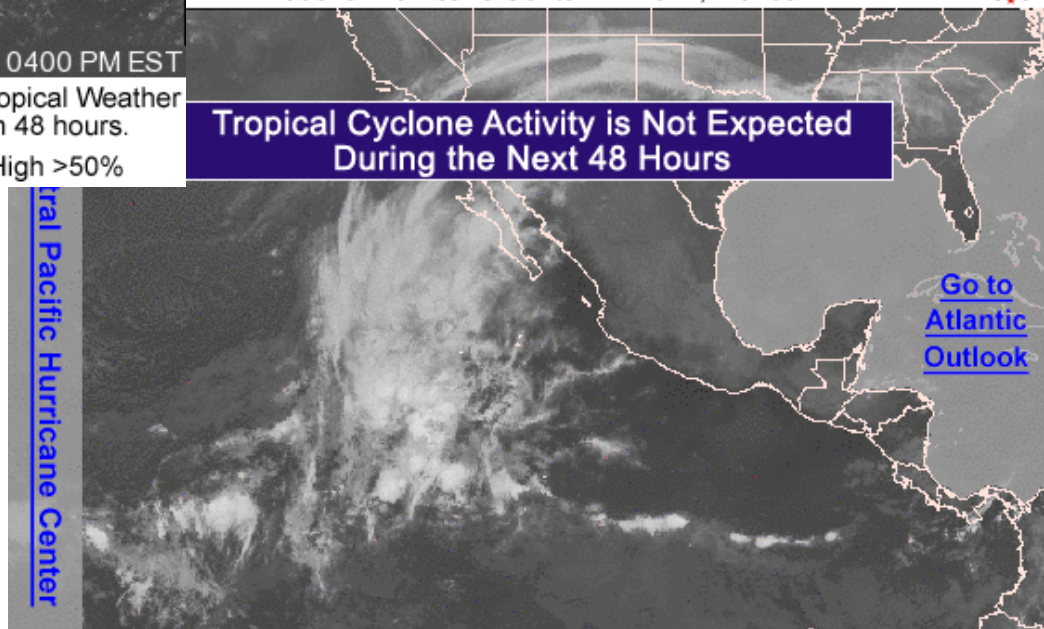 0400 PM EST
opical Weather
48 hours.
High >50%
Tropical Cyclone Activity is Not Expected
During the Next 48 Hours
tral Pacific Hurricane Center
Go to
Atlantic
Outlook